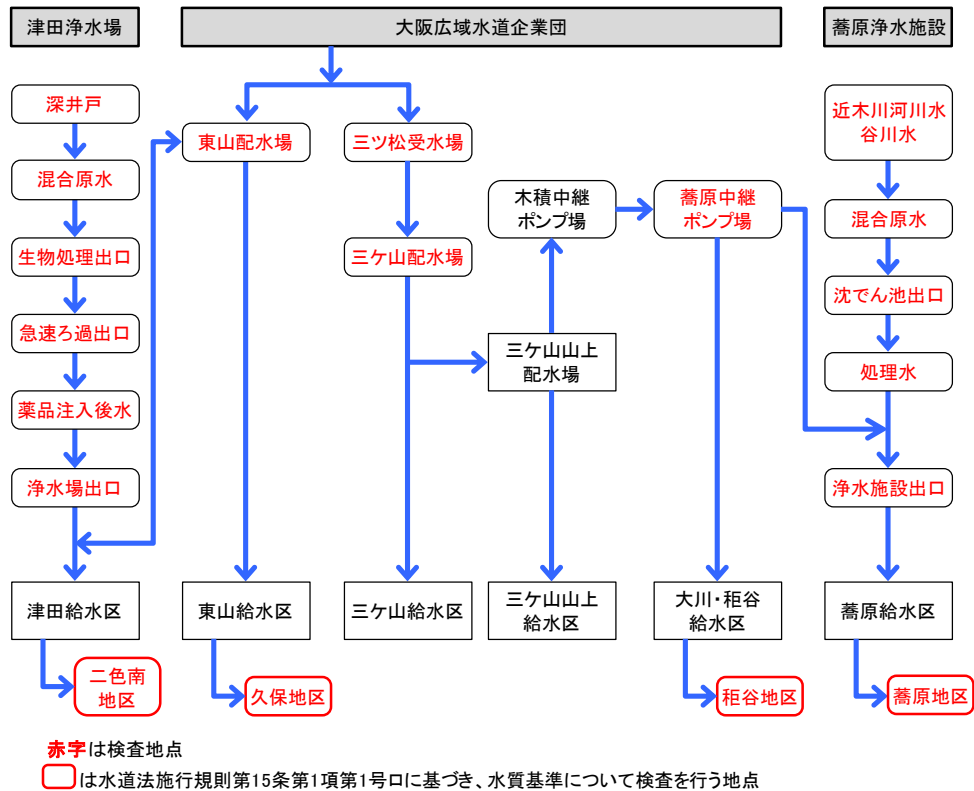 津田浄水場
大阪広域水道企業団
蕎原浄水施設
深井戸
混合原水
生物処理出口
急速ろ過出口
薬品注入後水
浄水場出口
津田給水区
二色南
地区
東山配水場
東山給水区
久保地区
三ツ松受水場
三ケ山配水場
三ケ山給水区
木積中継
ポンプ場
三ケ山山上
配水場
三ケ山山上
給水区
蕎原中継
ポンプ場
大川・秬谷
給水区
秬谷地区
近木川河川水
谷川水
混合原水
沈でん池出口
処理水
浄水施設出口
蕎原給水区
蕎原地区
赤字は検査地点
は水道法施行規則第15条第1項第1号ロに基づき、水質基準について検査を行う地点